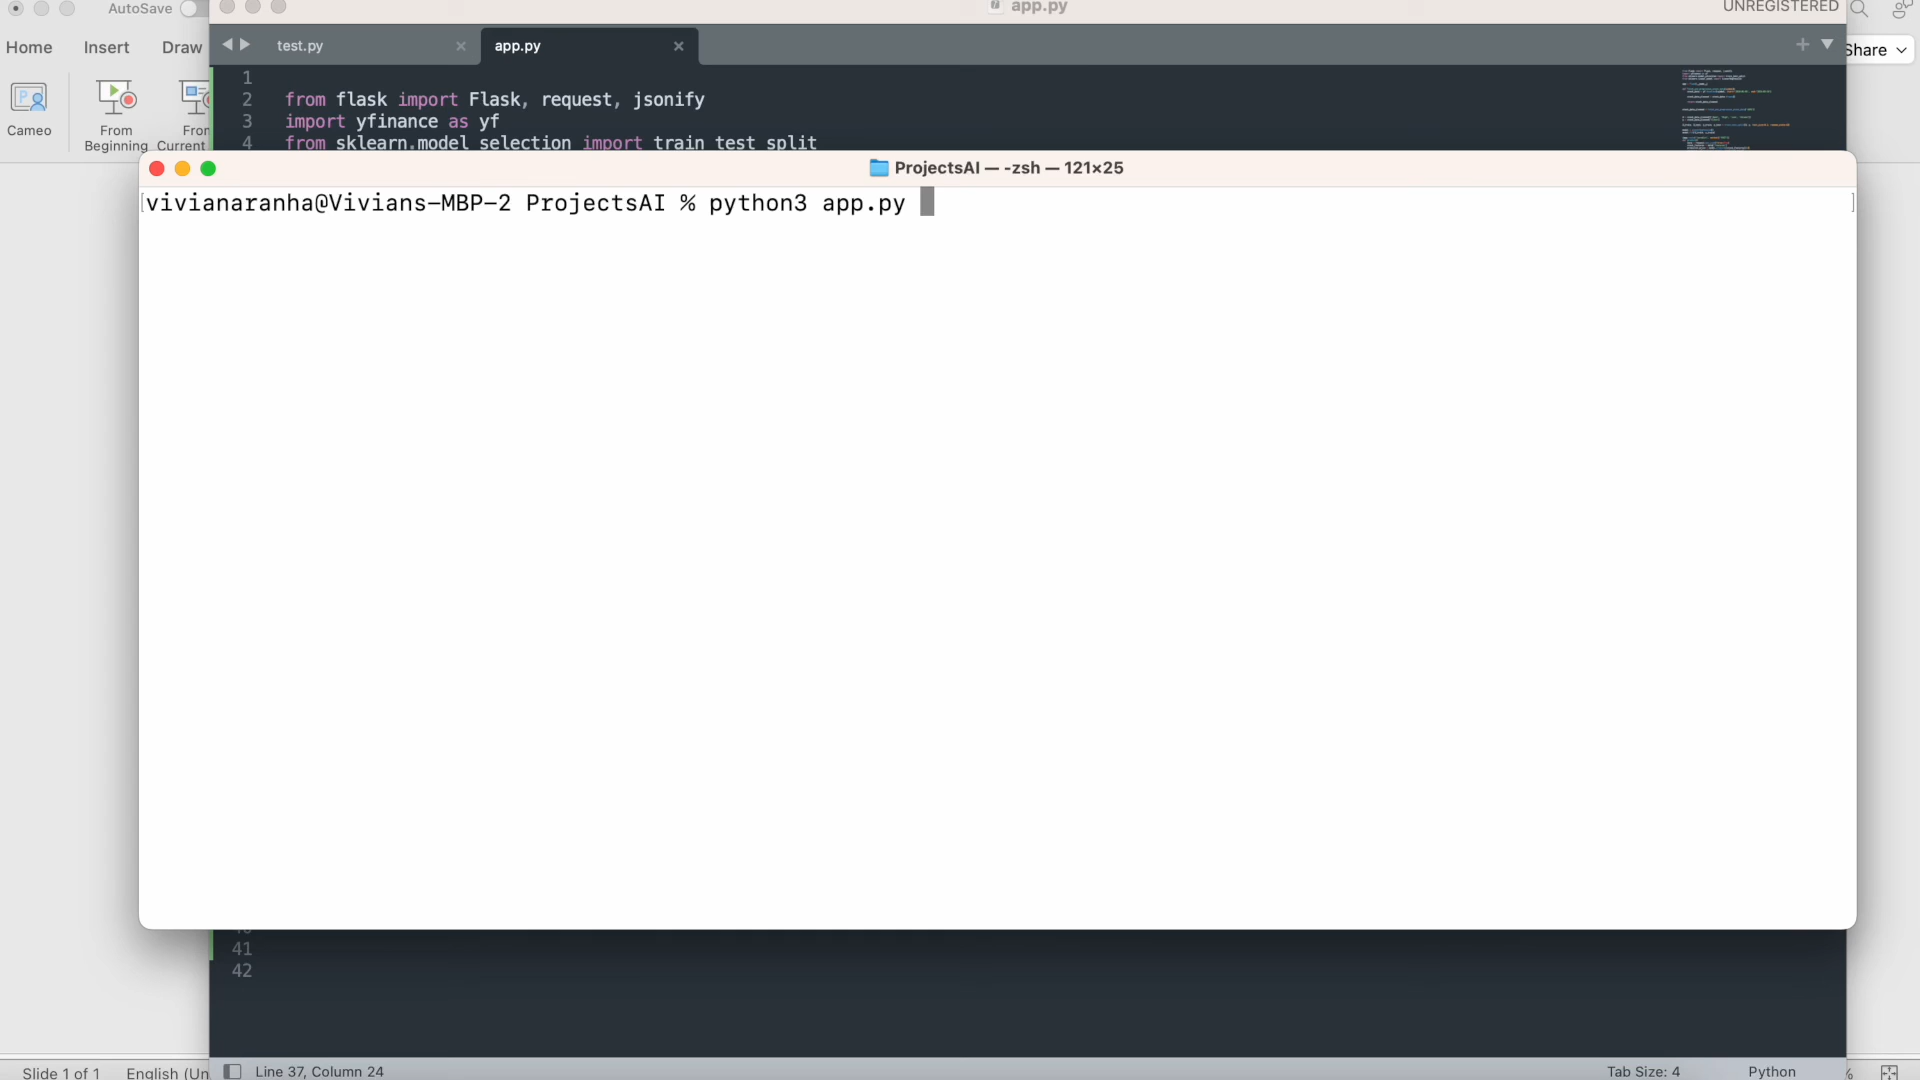 AutoSave
app.py
UNREGISTERED
Home Insert Draw
test.py
app.py
Share
Cameo
From
Beginning
From
Current
1
2 from flask import Flask, request, jsonify
3 import yfinance as yf
4 from sklearn.model_selection import train_test_split
ProjectsAI — -zsh — 121×25
vivianaranha@Vivians-MBP-2 ProjectsAI % python3 app.py
41
42
Slide 1 of 1 English (Un
Line 37, Column 24
Tab Size: 4
Python